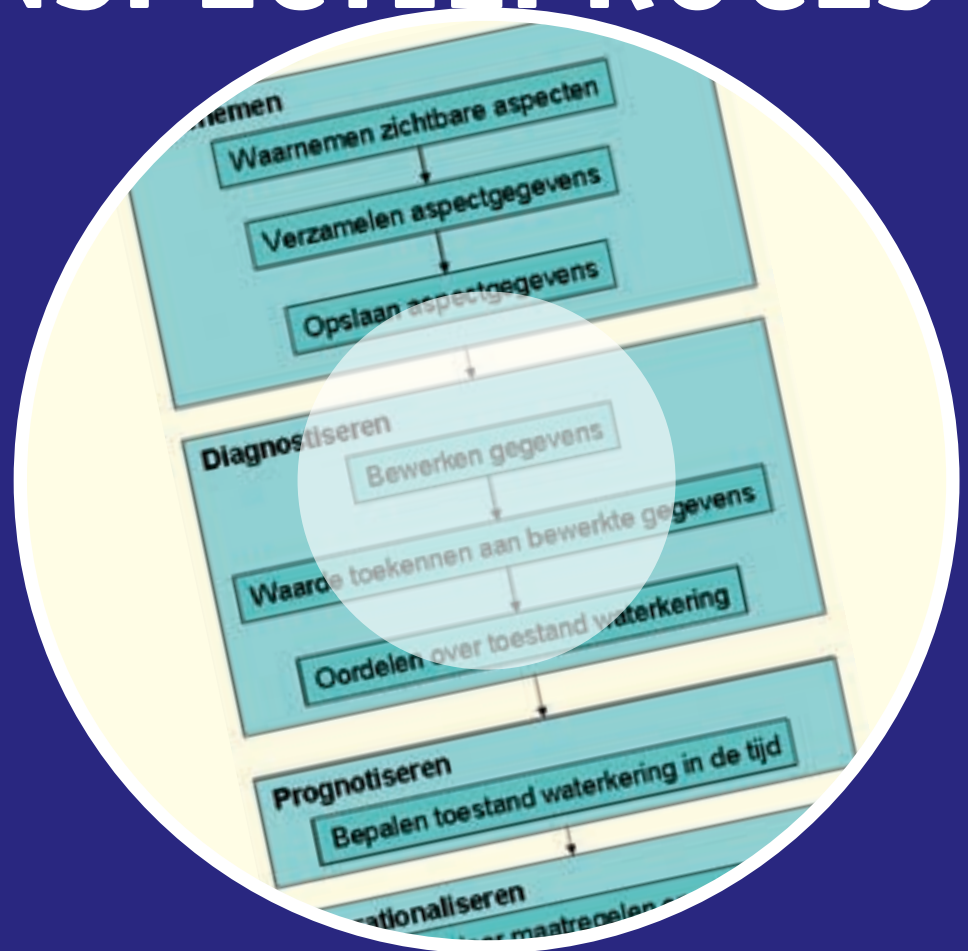 Waarnemen zichtbare aspecten
Verzamelen aspectgegevens
Opslaan aspectgegevens
Diagnostiseren
Bewerken gegevens
Waarde toekennen aan bewerkte gegevens
Oordelen over toestand waterkering
Prognotiseren
Bepalen toestand waterkering in de tijd
maatregelen